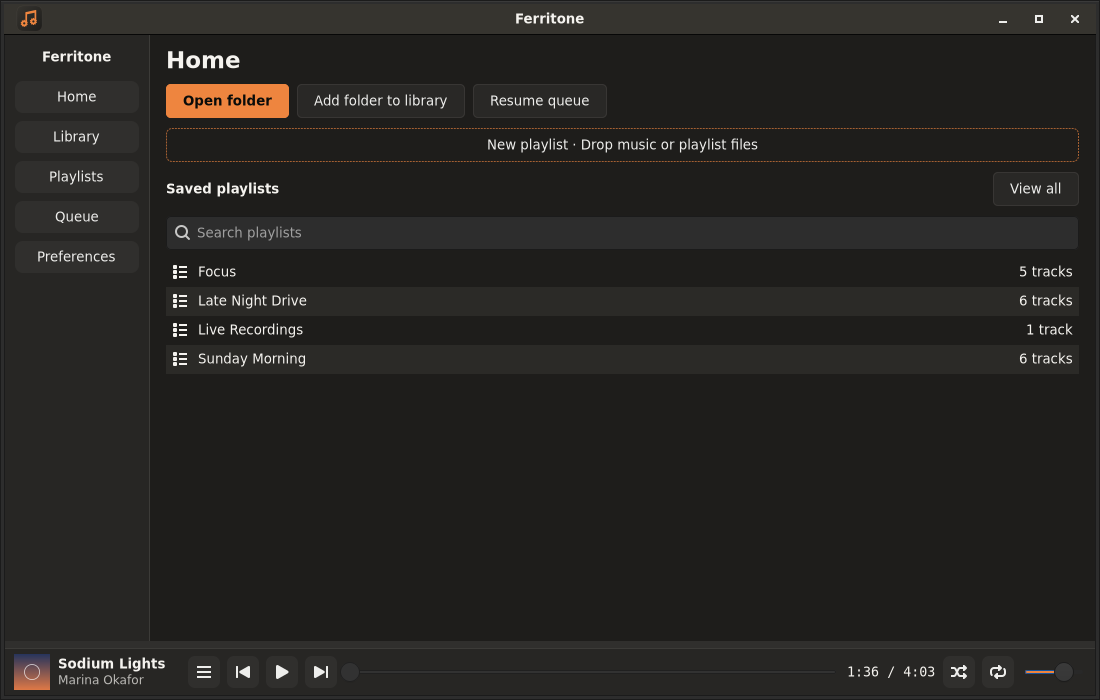 Ferritone
Ferritone
Home
Library
Playlists
Queue
Preferences
Home
Open folder
Add folder to library
Resume queue
New playlist · Drop music or playlist files
Saved playlists
View all
Search playlists
Focus 5 tracks
Late Night Drive 6 tracks
Live Recordings 1 track
Sunday Morning 6 tracks
Sodium Lights
Marina Okafor
1:36 / 4:03